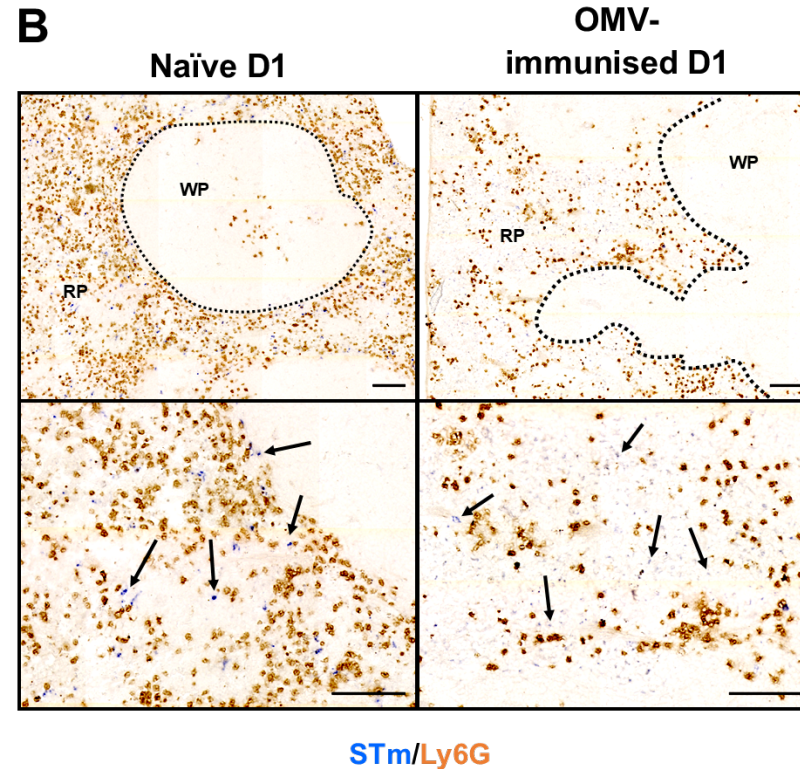 B
Naïve D1
OMV-
immunised D1
WP
RP
WP
RP
STm/Ly6G